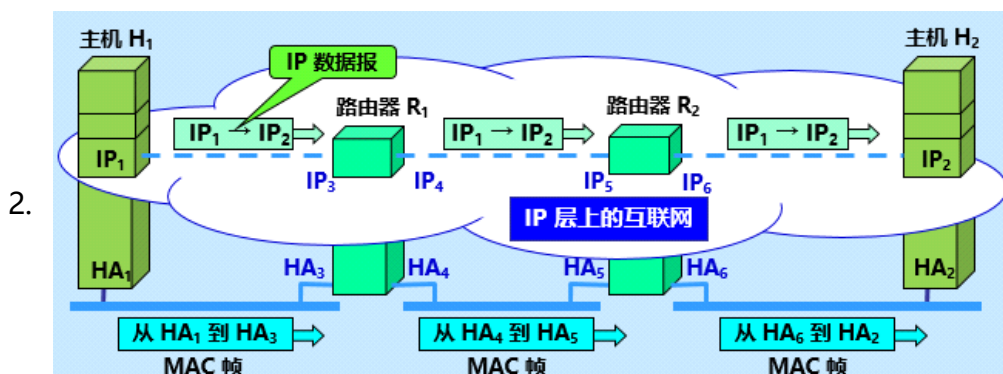 主机 H₁
主机 H₂
IP 数据报
路由器 R₁
路由器 R₂
IP₁ → IP₂
IP₁ → IP₂
IP₁ → IP₂
IP₁
IP₂
IP₃
IP₄
IP₅
IP₆
2.
IP 层上的互联网
HA₁
HA₃
HA₄
HA₅
HA₆
HA₂
从 HA₁ 到 HA₃
从 HA₄ 到 HA₅
从 HA₆ 到 HA₂
MAC 帧
MAC 帧
MAC 帧